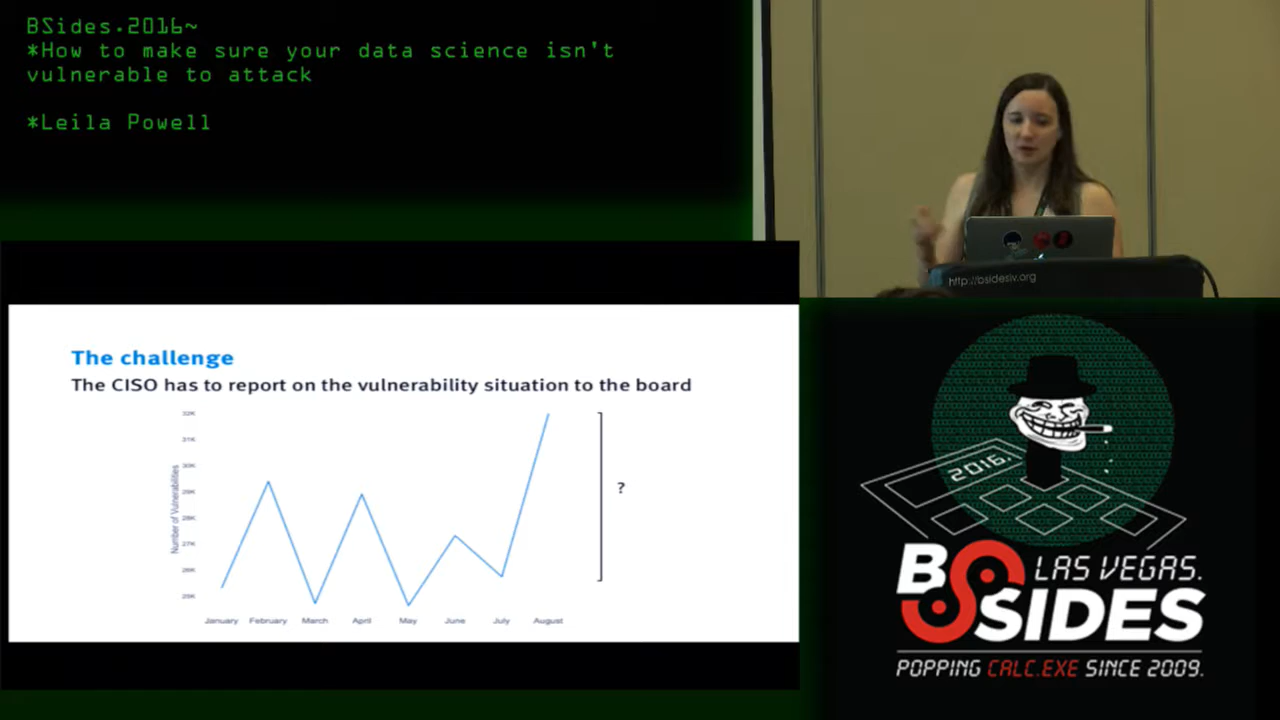 BSides.2016~
*How to make sure your data science isn't
vulnerable to attack
*Leila Powell
http://bsideslv.org
The challenge
The CISO has to report on the vulnerability situation to the board
32K
31K
30K
29K
28K
27K
26K
25K
Number of Vulnerabilities
?
January February March April May June July August
2016.
BSIDES
LAS VEGAS.
POPPING CALC.EXE SINCE 2009.